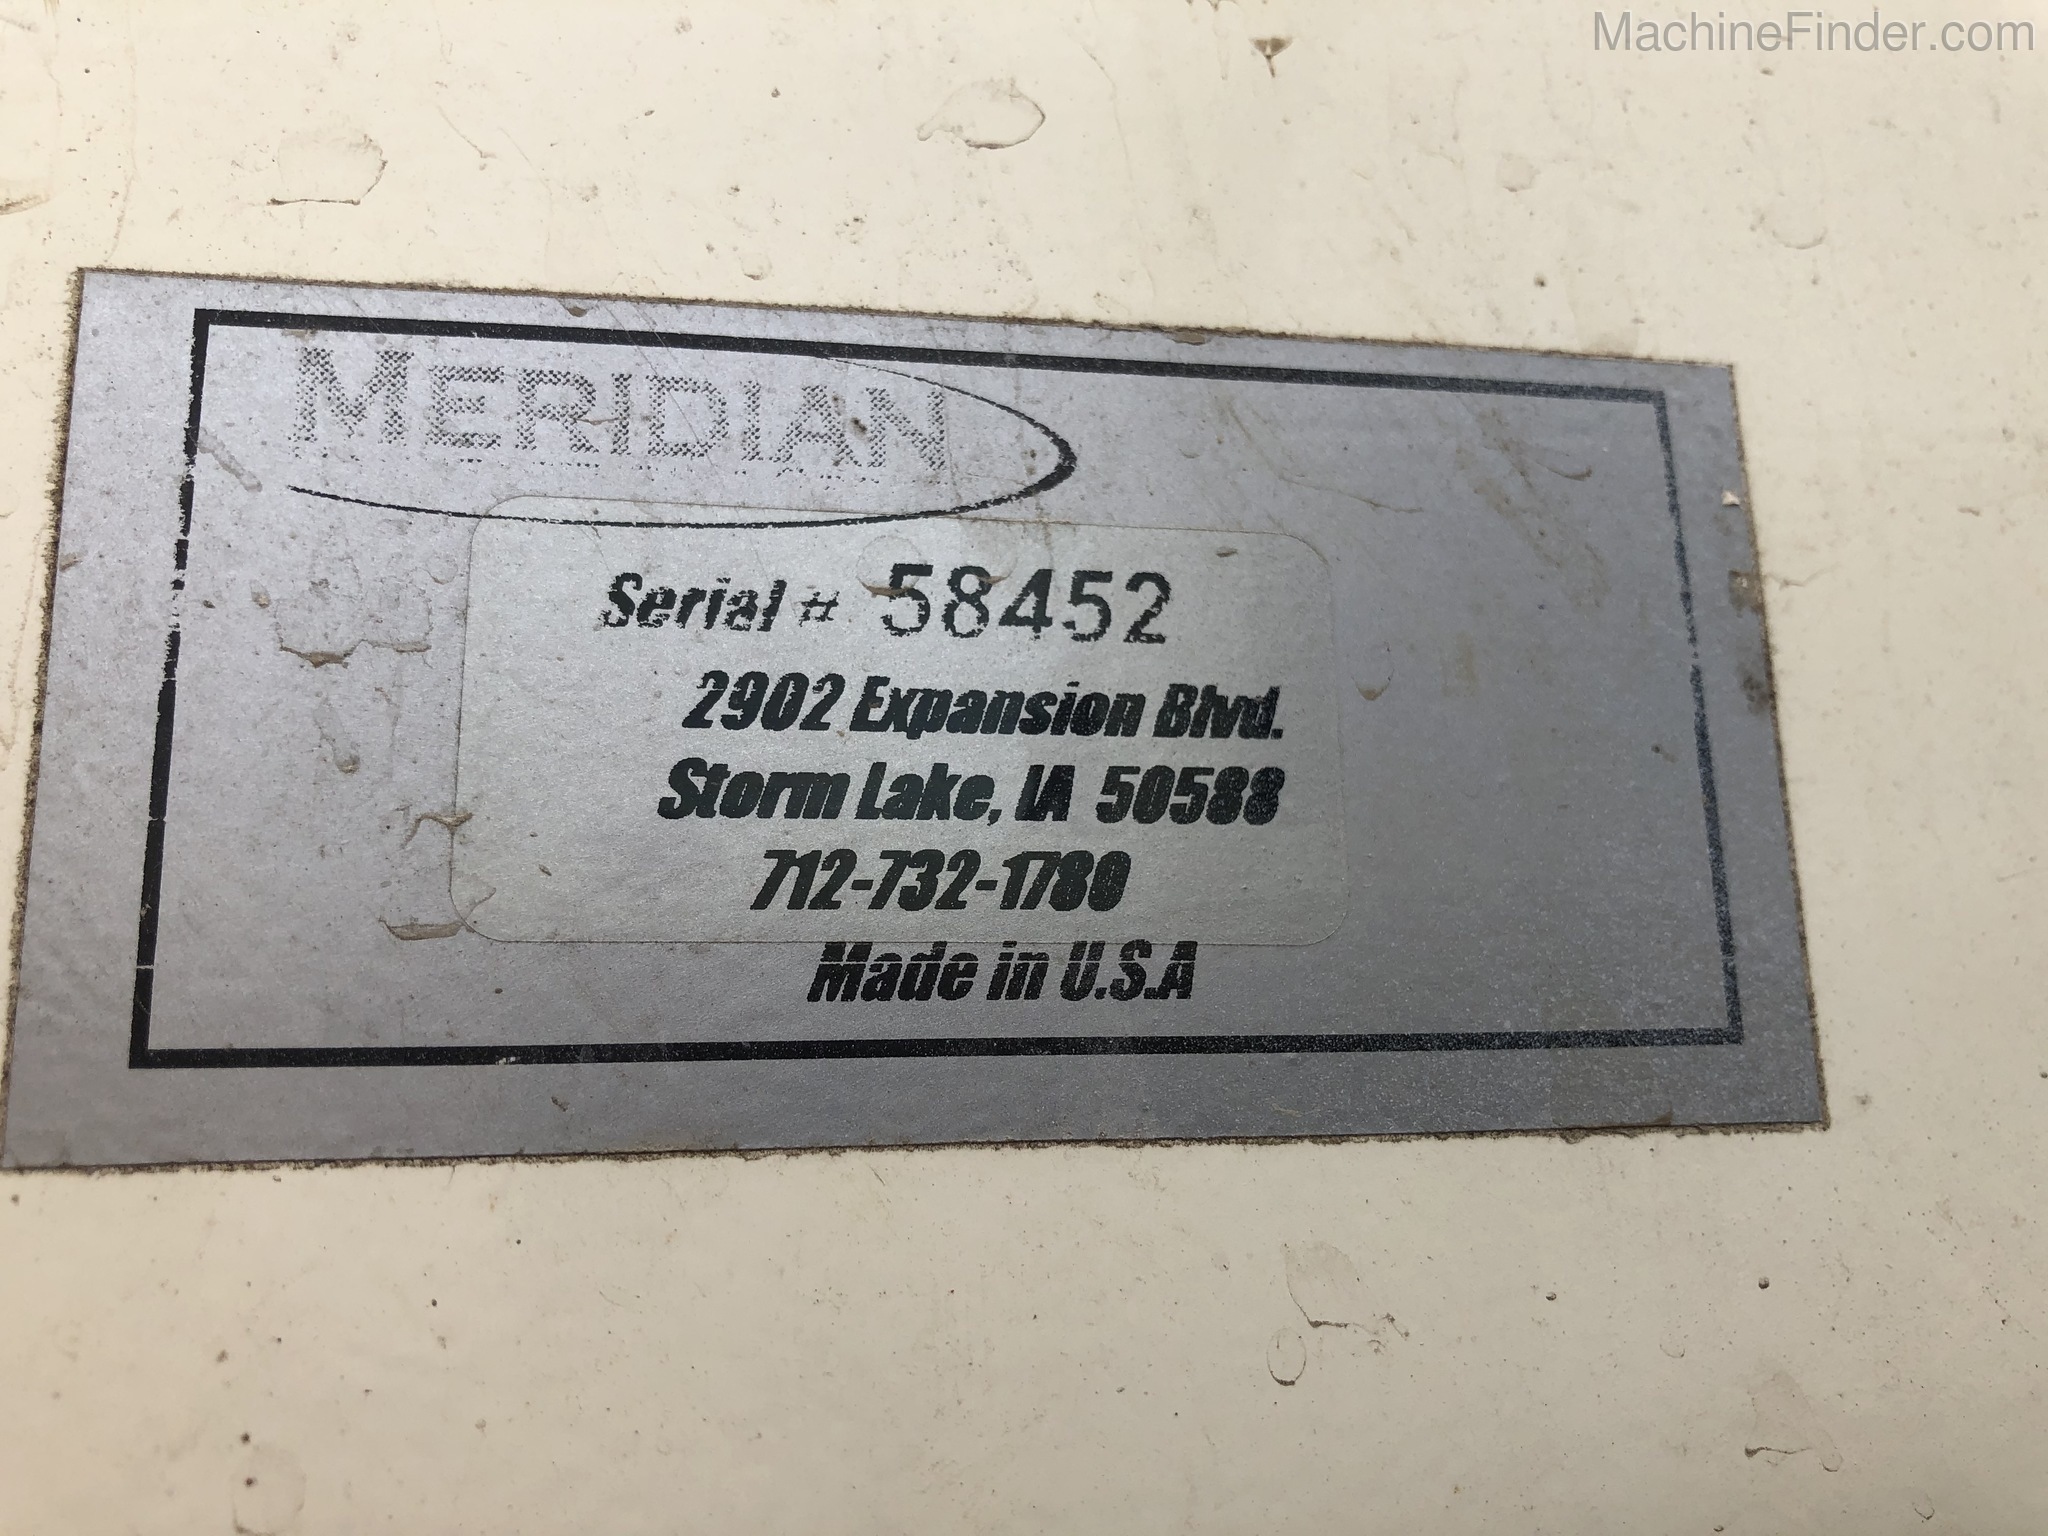 MachineFinder.com
MERIDIAN
Serial # 58452
2902 Expansion Blvd.
Storm Lake, IA 50588
712-732-1780
Made in U.S.A